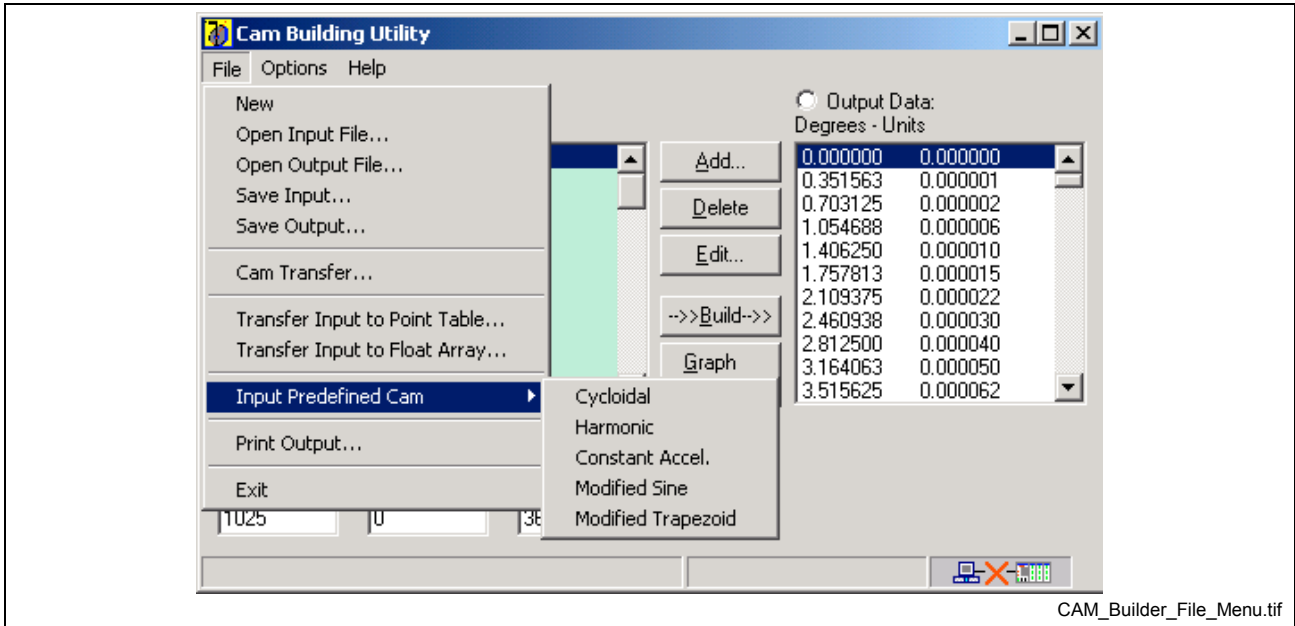 Cam Building Utility
File Options Help
New
Open Input File...
Open Output File...
Save Input...
Save Output...
Cam Transfer...
Transfer Input to Point Table...
Transfer Input to Float Array...
Input Predefined Cam
Print Output...
Exit
Cycloidal
Harmonic
Constant Accel.
Modified Sine
Modified Trapezoid
Add...
Delete
Edit...
-->>Build-->>
Graph
Output Data:
Degrees - Units
0.000000 0.000000
0.351563 0.000001
0.703125 0.000002
1.054688 0.000006
1.406250 0.000010
1.757813 0.000015
2.109375 0.000022
2.460938 0.000030
2.812500 0.000040
3.164063 0.000050
3.515625 0.000062
1025 0
CAM_Builder_File_Menu.tif